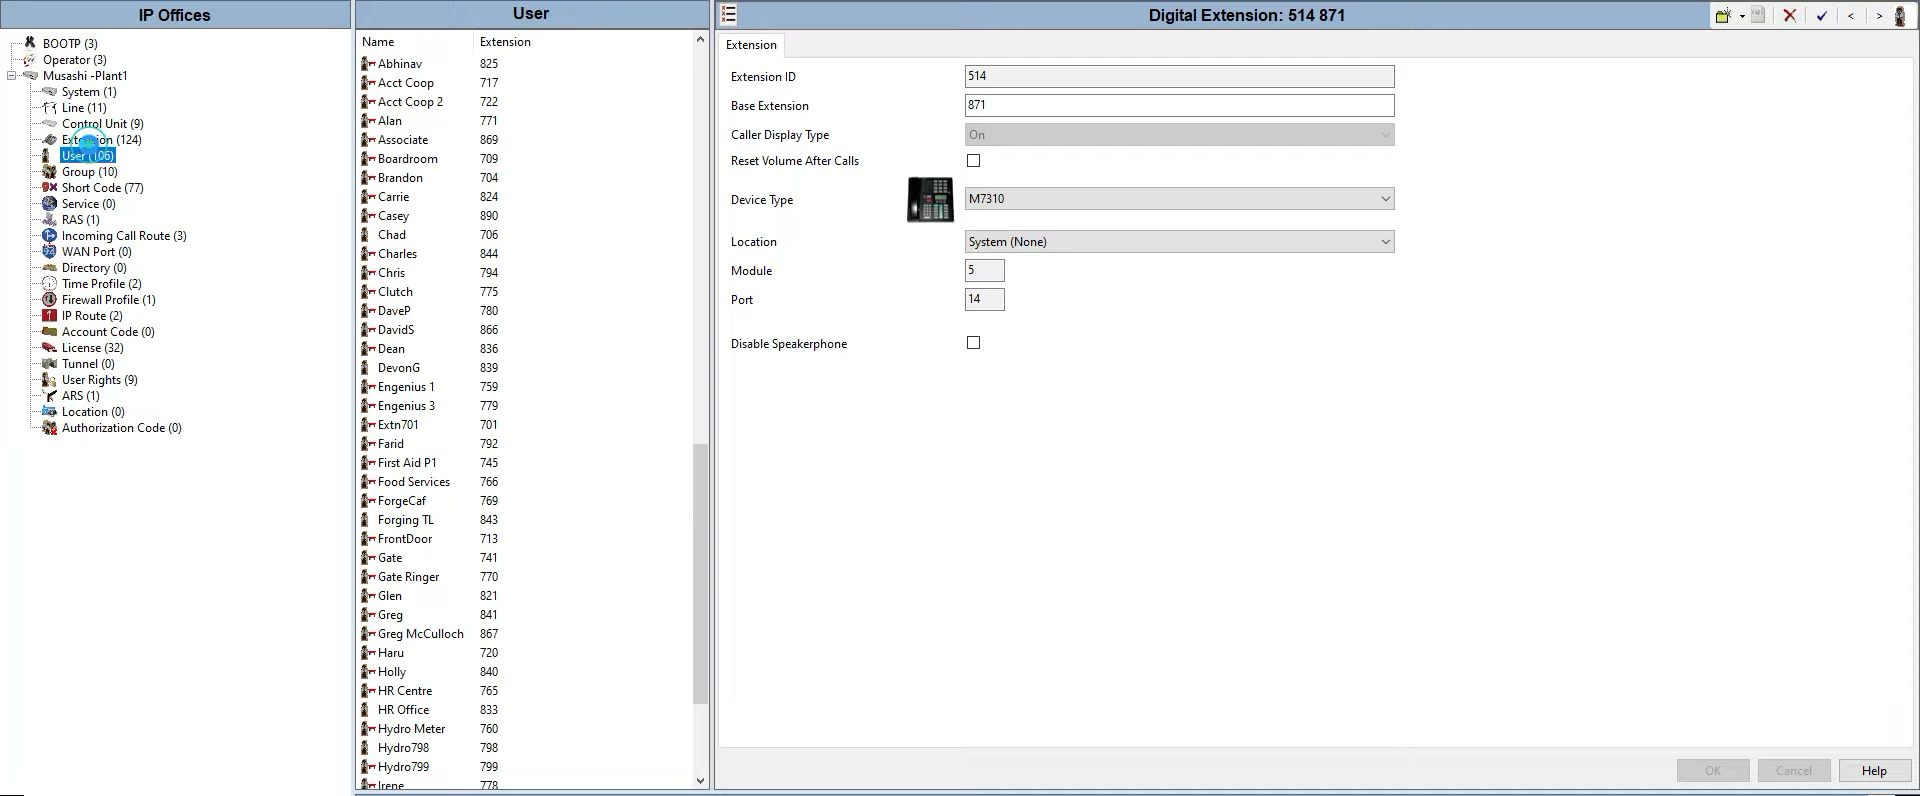 IP Offices
BOOTP (3)
Operator (3)
Musashi -Plant1
System (1)
Line (11)
Control Unit (9)
Extension (124)
User (106)
Group (10)
Short Code (77)
Service (0)
RAS (1)
Incoming Call Route (3)
WAN Port (0)
Directory (0)
Time Profile (2)
Firewall Profile (1)
IP Route (2)
Account Code (0)
License (32)
Tunnel (0)
User Rights (9)
ARS (1)
Location (0)
Authorization Code (0)
User
Name Extension
Abhinav 825
Acct Coop 717
Acct Coop 2 722
Alan 771
Associate 869
Boardroom 709
Brandon 704
Carrie 824
Casey 890
Chad 706
Charles 844
Chris 794
Clutch 775
DaveP 780
DavidS 866
Dean 836
DevonG 839
Engenius 1 759
Engenius 3 779
Extn701 701
Farid 792
First Aid P1 745
Food Services 766
ForgeCaf 769
Forging TL 843
FrontDoor 713
Gate 741
Gate Ringer 770
Glen 821
Greg 841
Greg McCulloch 867
Haru 720
Holly 840
HR Centre 765
HR Office 833
Hydro Meter 760
Hydro798 798
Hydro799 799
Irene 778
Digital Extension: 514 871
Extension
Extension ID 514
Base Extension 871
Caller Display Type On
Reset Volume After Calls
Device Type M7310
Location System (None)
Module 5
Port 14
Disable Speakerphone
OK Cancel Help